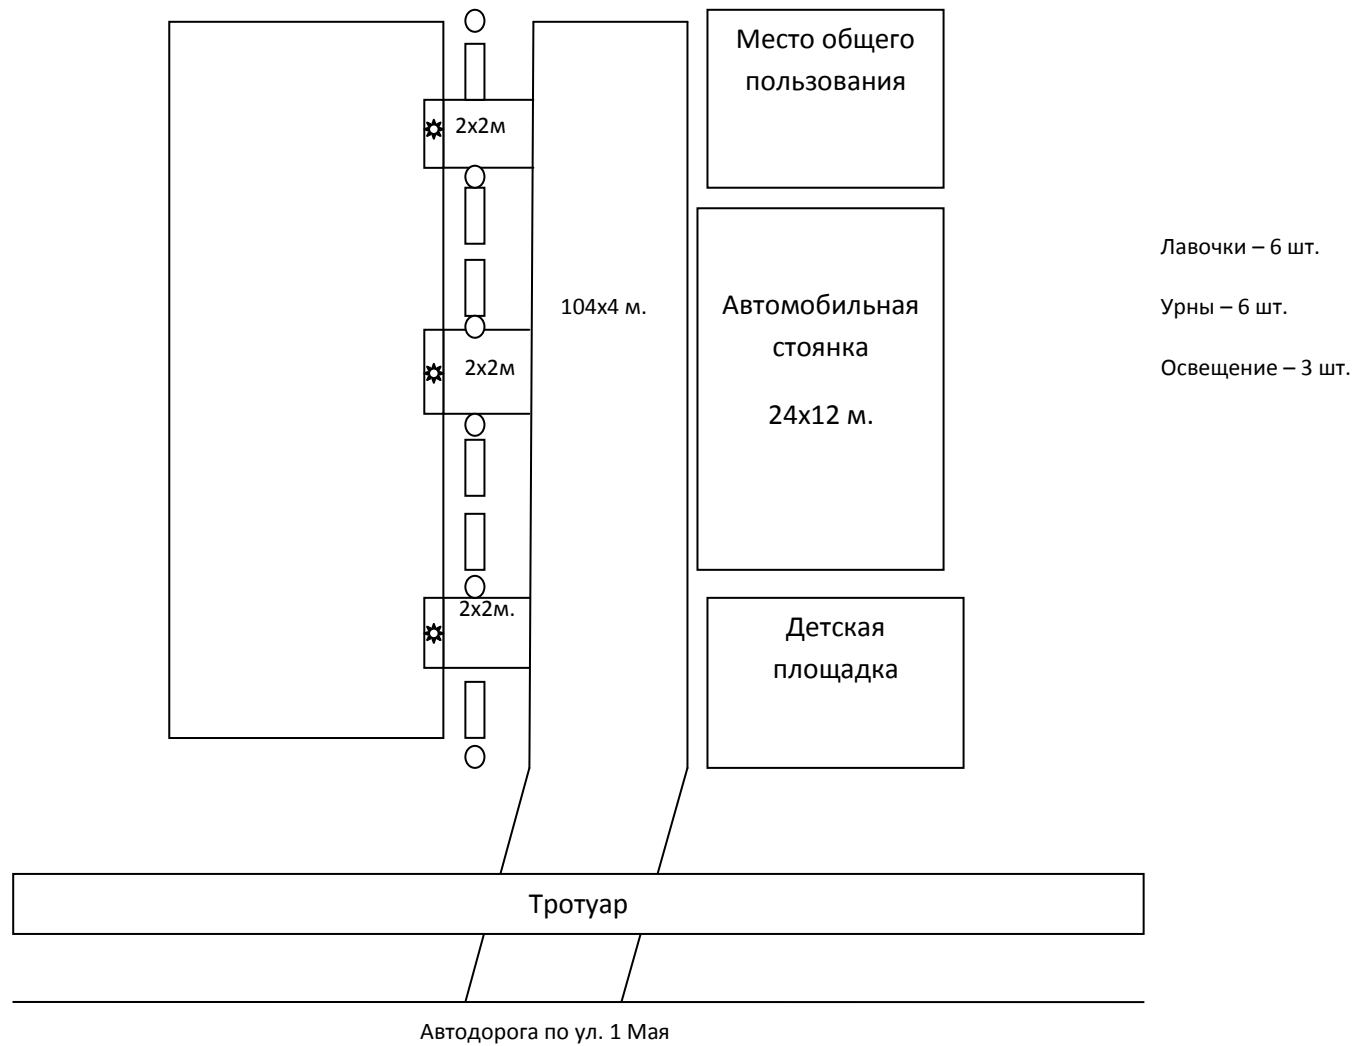 Место общего
пользования
2х2м
Лавочки – 6 шт.
104х4 м.
Автомобильная
стоянка
24х12 м.
Урны – 6 шт.
2х2м
Освещение – 3 шт.
2х2м.
Детская
площадка
Тротуар
Автодорога по ул. 1 Мая